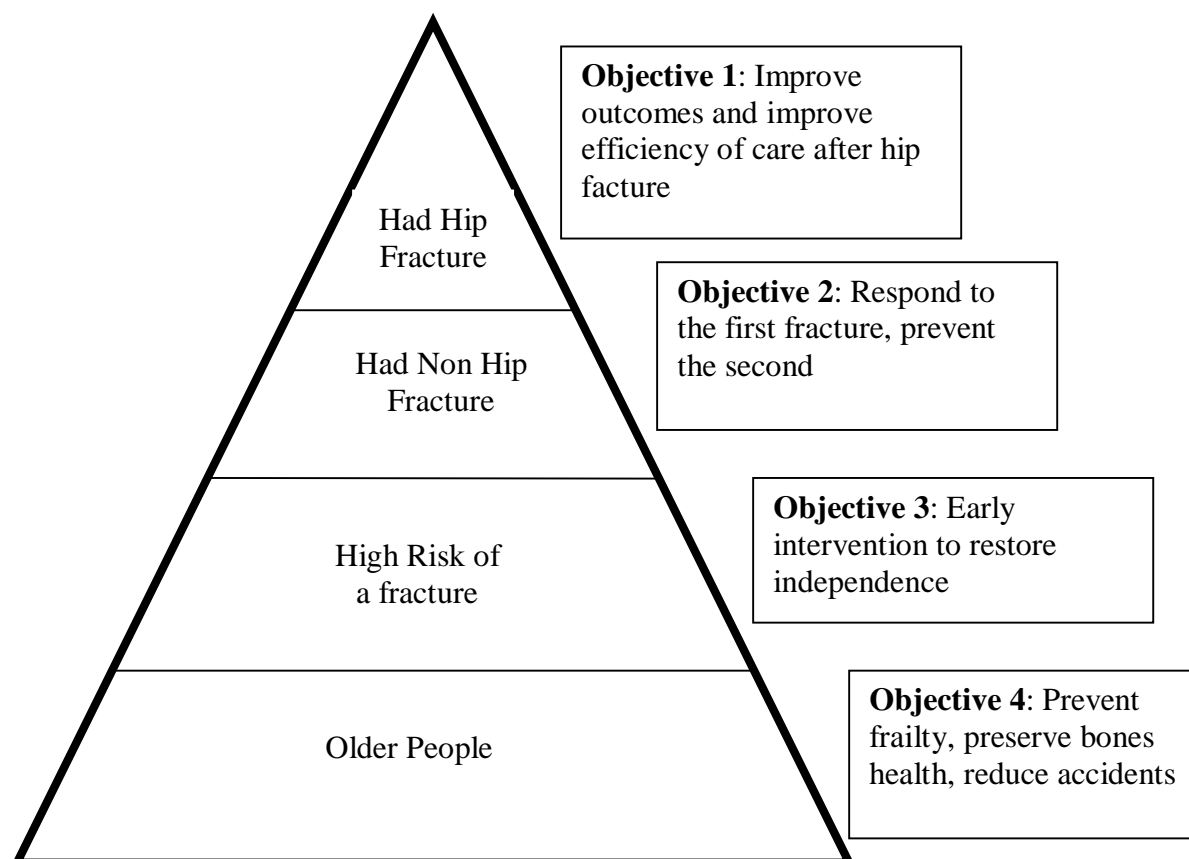 Objective 1: Improve
outcomes and improve
efficiency of care after hip
facture
Had Hip
Fracture
Objective 2: Respond to
the first fracture, prevent
the second
Had Non Hip
Fracture
Objective 3: Early
intervention to restore
independence
High Risk of
a fracture
Objective 4: Prevent
frailty, preserve bones
health, reduce accidents
Older People